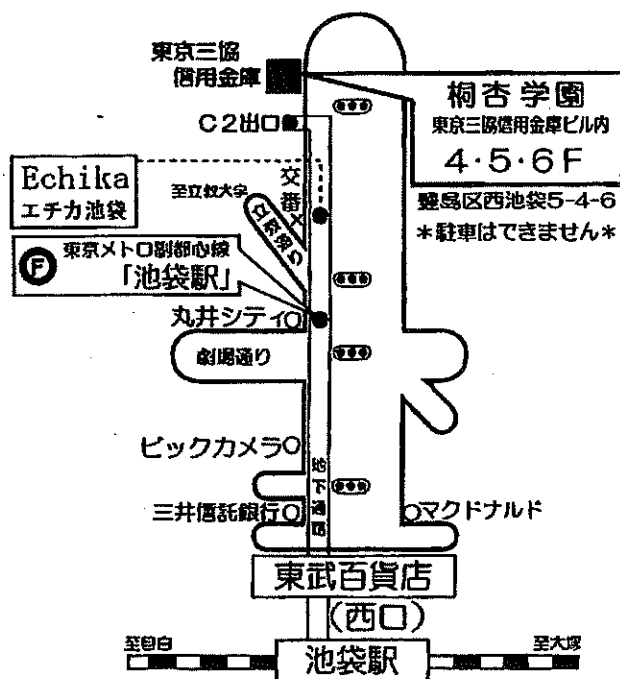 東京三協
信用金庫
桐杏学園
東京三協信用金庫ビル内
4・5・6F
豊島区西池袋5-4-6
*駐車はできません*
C2出口
Echika
エチカ池袋
至立教大学
交番
立教通り
F 東京メトロ副都心線
「池袋駅」
丸井シティ
劇場通り
ビックカメラ
地下通路
三井信託銀行
マクドナルド
東武百貨店
(西口)
至目白
至大塚
池袋駅